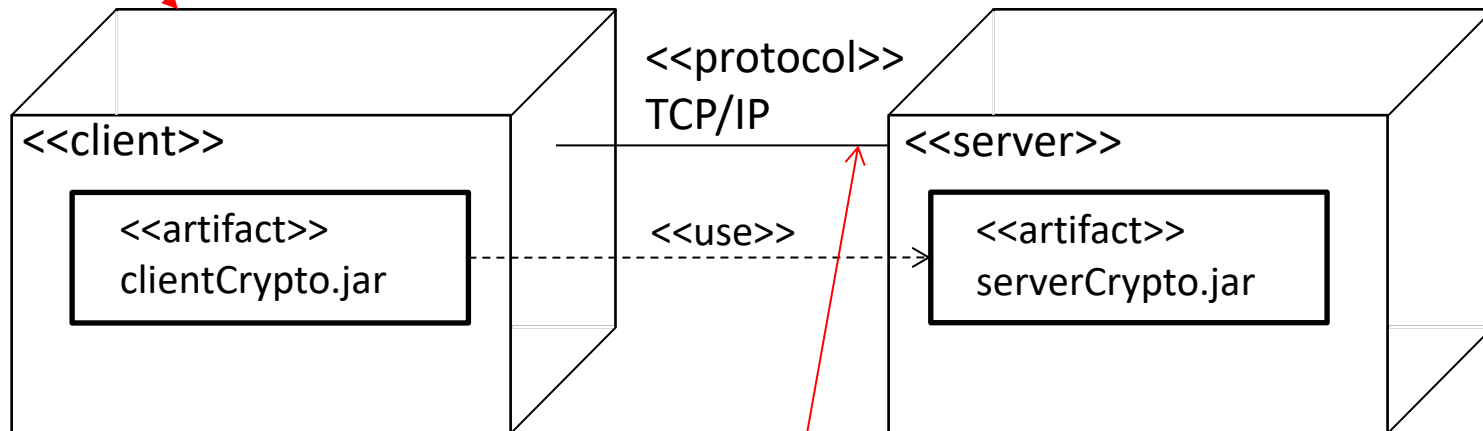 <<protocol>>
TCP/IP
<<client>>
<<server>>
<<artifact>>
clientCrypto.jar
<<use>>
<<artifact>>
serverCrypto.jar